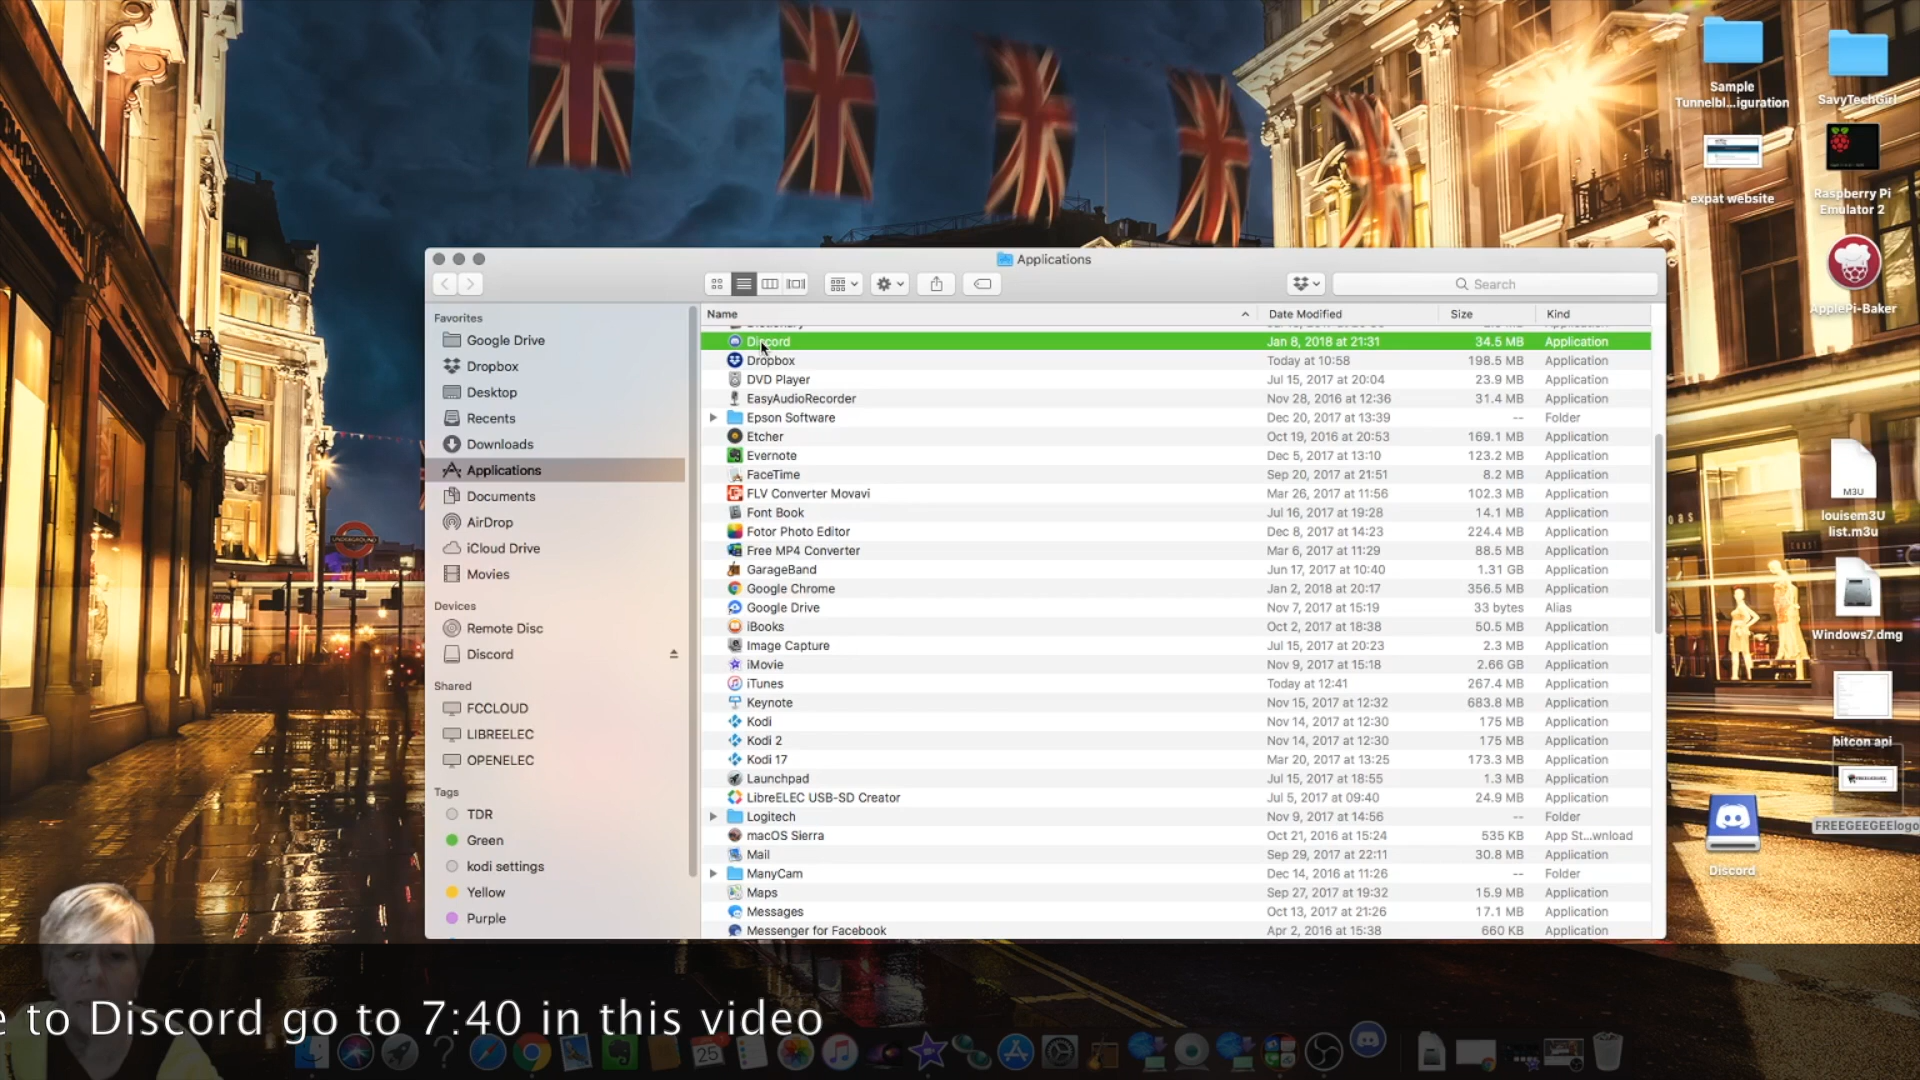 Sample
Tunnelbl...iguration
SavyTechGirl
expat website
Raspberry Pi
Emulator 2
ApplePi-Baker
M3U
louisem3U
list.m3u
Windows7.dmg
bitcon api
FREEGEEGEElogo
Discord
UNDERGROUND
Applications
Search
Favorites
Google Drive
Dropbox
Desktop
Recents
Downloads
Applications
Documents
AirDrop
iCloud Drive
Movies
Devices
Remote Disc
Discord
Shared
FCCLOUD
LIBREELEC
OPENELEC
Tags
TDR
Green
kodi settings
Yellow
Purple
Name Date Modified Size Kind
Discord Jan 8, 2018 at 21:31 34.5 MB Application
Dropbox Today at 10:58 198.5 MB Application
DVD Player Jul 15, 2017 at 20:04 23.9 MB Application
EasyAudioRecorder Nov 28, 2016 at 12:36 31.4 MB Application
Epson Software Dec 20, 2017 at 13:39 -- Folder
Etcher Oct 19, 2016 at 20:53 169.1 MB Application
Evernote Dec 5, 2017 at 13:10 123.2 MB Application
FaceTime Sep 20, 2017 at 21:51 8.2 MB Application
FLV Converter Movavi Mar 26, 2017 at 11:56 102.3 MB Application
Font Book Jul 16, 2017 at 19:28 14.1 MB Application
Fotor Photo Editor Dec 8, 2017 at 14:23 224.4 MB Application
Free MP4 Converter Mar 6, 2017 at 11:29 88.5 MB Application
GarageBand Jun 17, 2017 at 10:40 1.31 GB Application
Google Chrome Jan 2, 2018 at 20:17 356.5 MB Application
Google Drive Nov 7, 2017 at 15:19 33 bytes Alias
iBooks Oct 2, 2017 at 18:38 50.5 MB Application
Image Capture Jul 15, 2017 at 20:23 2.3 MB Application
iMovie Nov 9, 2017 at 15:18 2.66 GB Application
iTunes Today at 12:41 267.4 MB Application
Keynote Nov 15, 2017 at 12:32 683.8 MB Application
Kodi Nov 14, 2017 at 12:30 175 MB Application
Kodi 2 Nov 14, 2017 at 12:30 175 MB Application
Kodi 17 Mar 20, 2017 at 13:25 173.3 MB Application
Launchpad Jul 15, 2017 at 18:55 1.3 MB Application
LibreELEC USB-SD Creator Jul 5, 2017 at 09:40 24.9 MB Application
Logitech Nov 9, 2017 at 14:56 -- Folder
macOS Sierra Oct 21, 2016 at 15:24 535 KB App St...wnload
Mail Sep 29, 2017 at 22:11 30.8 MB Application
ManyCam Dec 14, 2016 at 11:26 -- Folder
Maps Sep 27, 2017 at 19:32 15.9 MB Application
Messages Oct 13, 2017 at 21:26 17.1 MB Application
Messenger for Facebook Apr 2, 2016 at 15:38 660 KB Application
e to Discord go to 7:40 in this video
25